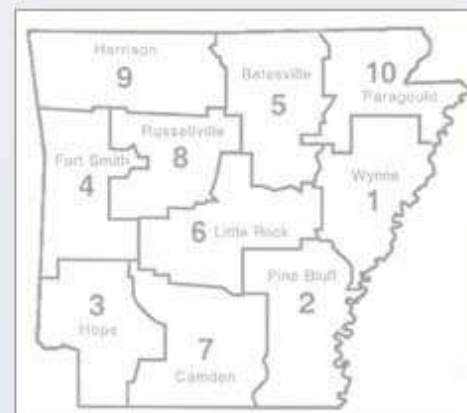 Harrison
9
Batesville
5
10
Paragould
Russellville
8
Fort Smith
4
Wynne
1
6 Little Rock
Pine Bluff
2
3
Hope
7
Camden